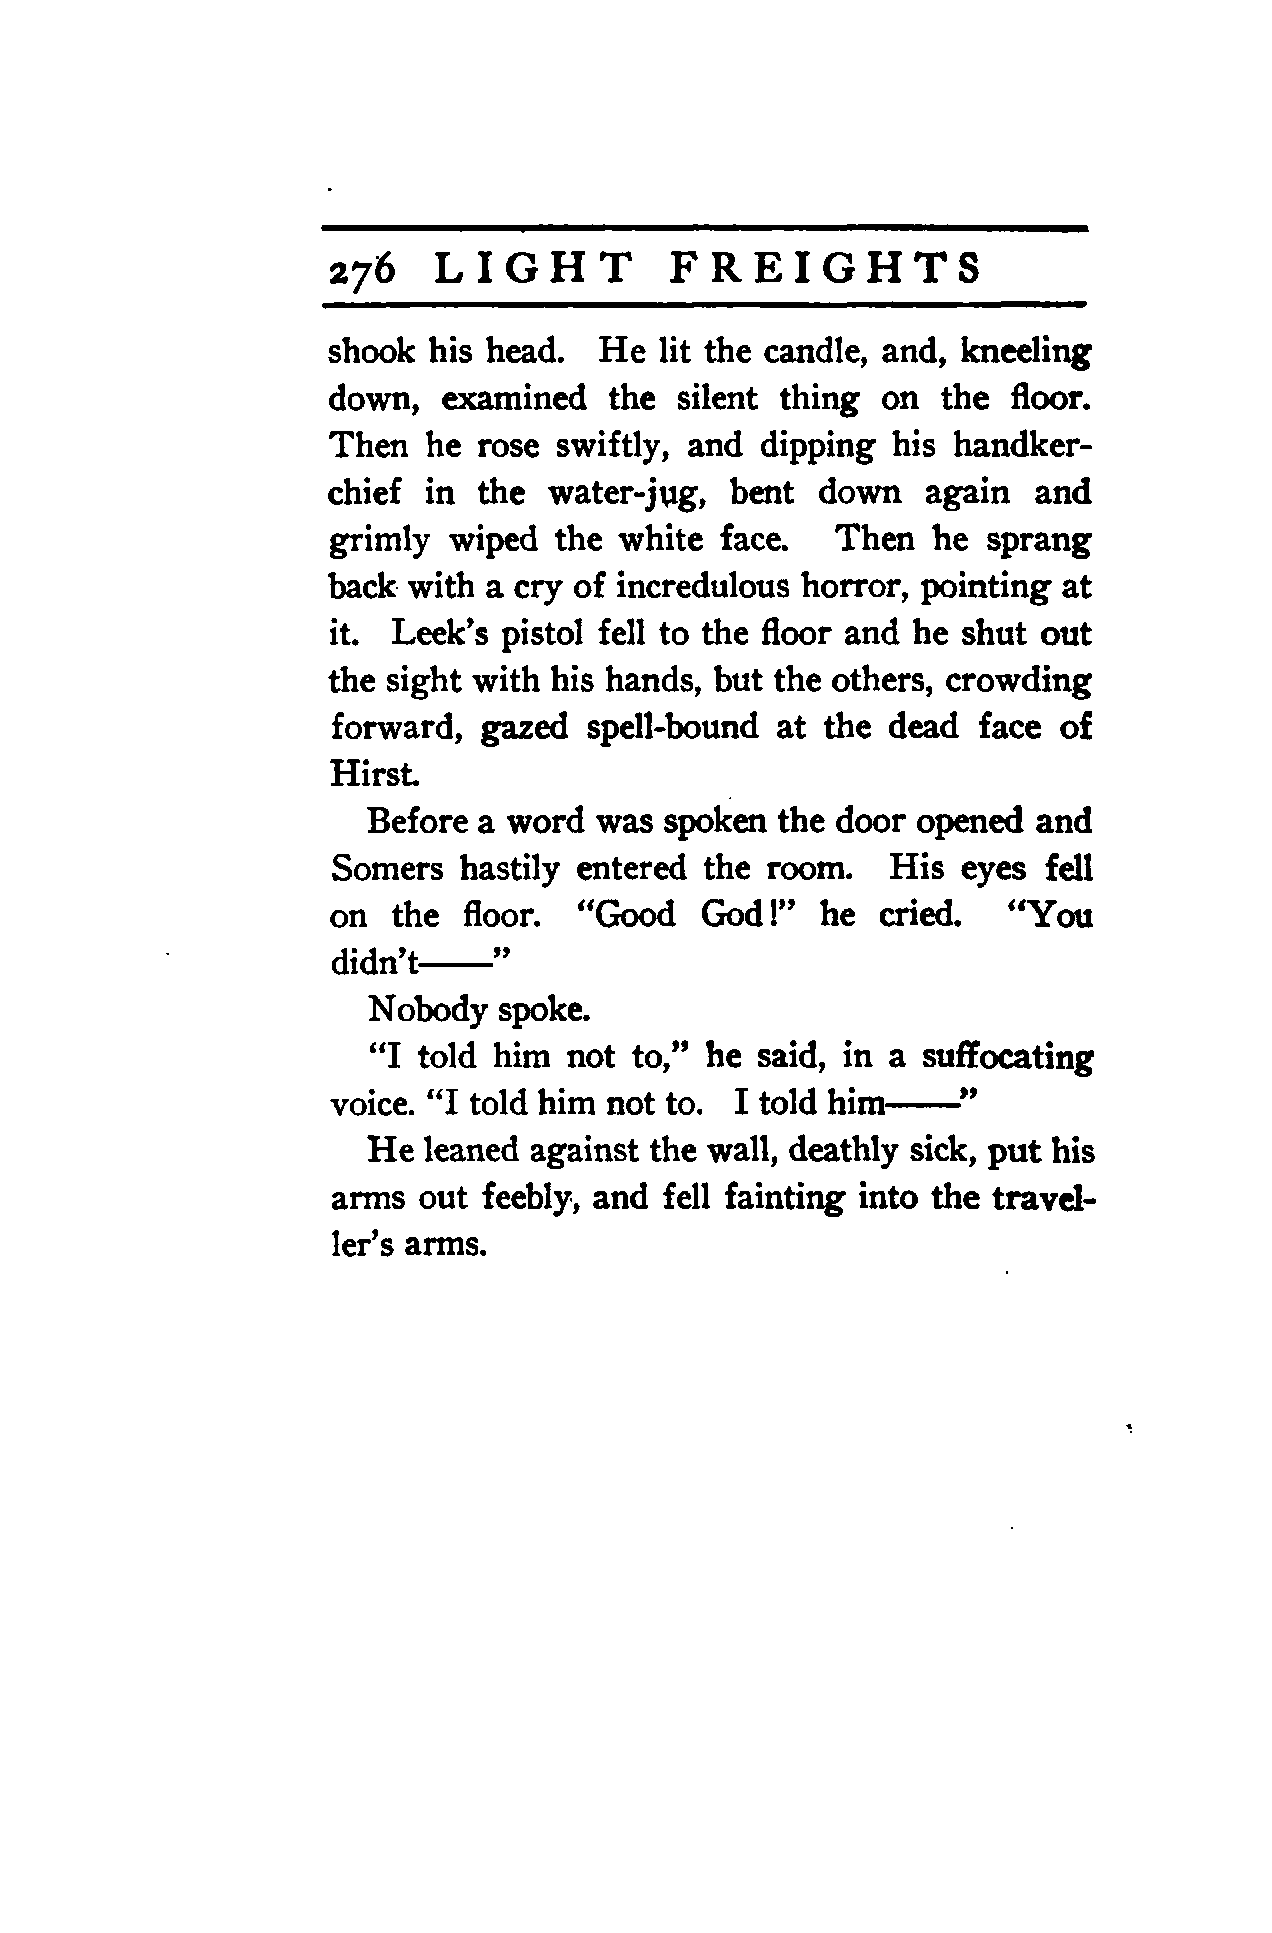 276 LIGHT FREIGHTS
shook his head. He lit the candle, and, kneeling
down, examined the silent thing on the floor.
Then he rose swiftly, and dipping his handker-
chief in the water-jug, bent down again and
grimly wiped the white face. Then he sprang
back with a cry of incredulous horror, pointing at
it. Leek's pistol fell to the floor and he shut out
the sight with his hands, but the others, crowding
forward, gazed spell-bound at the dead face of
Hirst.
Before a word was spoken the door opened and
Somers hastily entered the room. His eyes fell
on the floor. "Good God!" he cried. "You
didn't——"
Nobody spoke.
"I told him not to," he said, in a suffocating
voice. "I told him not to. I told him——"
He leaned against the wall, deathly sick, put his
arms out feebly, and fell fainting into the travel-
ler's arms.